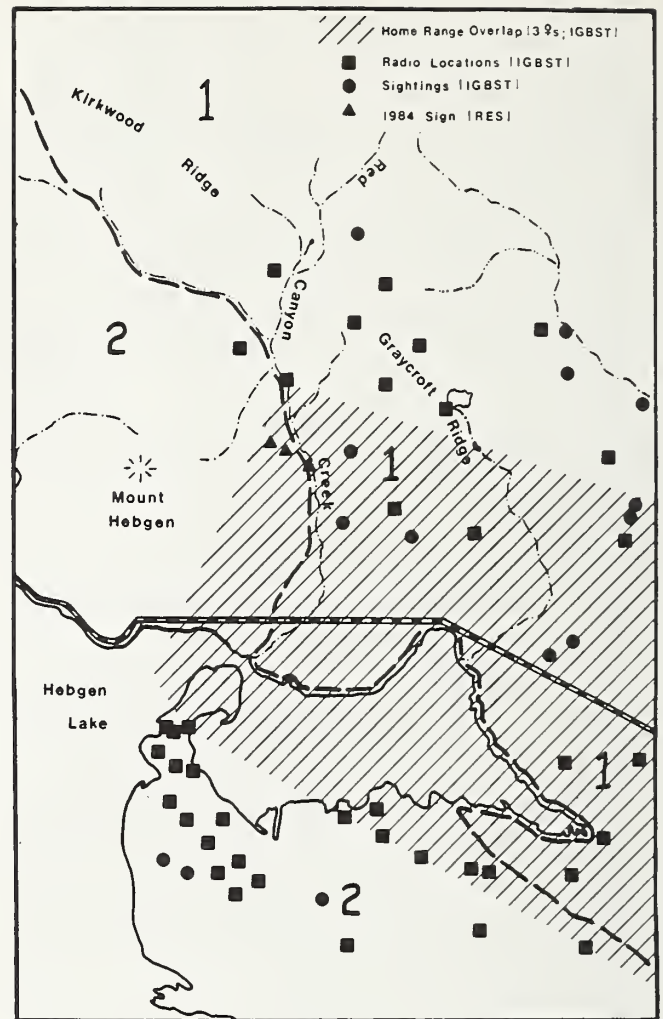 Home Range Overlap [3♀s; IGBST]
Radio Locations [IGBST]
Sightings [IGBST]
1984 Sign [RES]
1
Kirkwood
Ridge
Red
Canyon
Creek
2
Graycroft
Ridge
1
Mount
Hebgen
Hebgen
Lake
1
2